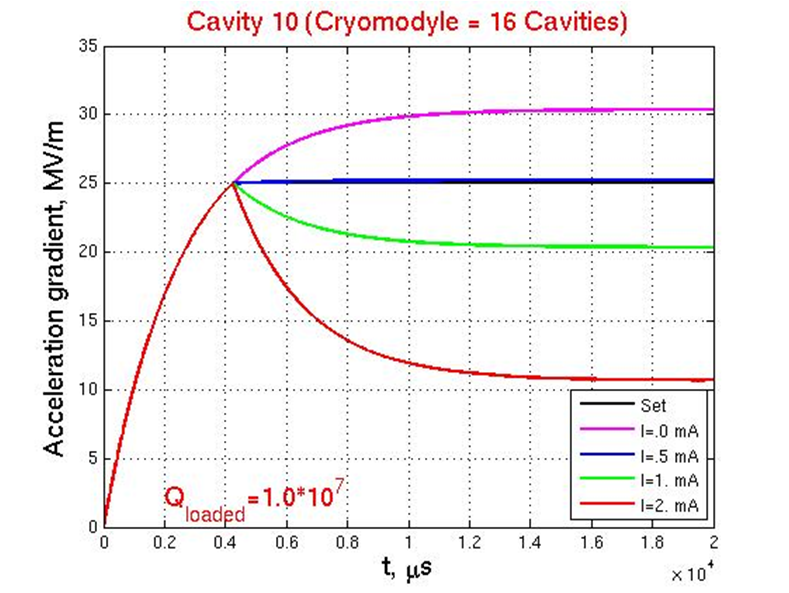 Cavity 10 (Cryomodyle = 16 Cavities)
35
30
25
20
15
10
5
0
Acceleration gradient, MV/m
Q loaded =1.0*10^7
Set
I=.0 mA
I=.5 mA
I=1. mA
I=2. mA
0 0.2 0.4 0.6 0.8 1 1.2 1.4 1.6 1.8 2
t, μs
× 10^4